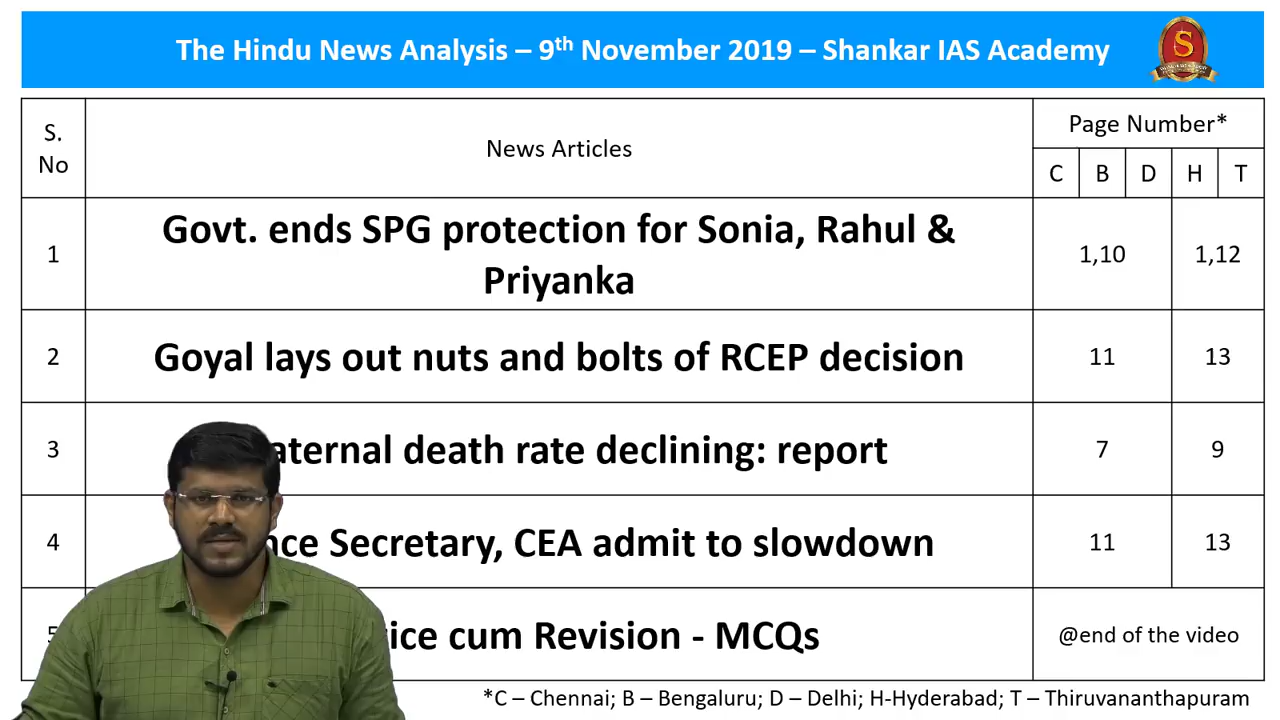 The Hindu News Analysis – 9th November 2019 – Shankar IAS Academy
S
S. No
News Articles
Page Number*
C B D H T
1
Govt. ends SPG protection for Sonia, Rahul &
Priyanka
1,10
1,12
2
Goyal lays out nuts and bolts of RCEP decision
11
13
3
aternal death rate declining: report
7
9
4
nce Secretary, CEA admit to slowdown
11
13
5
ice cum Revision - MCQs
@end of the video
*C – Chennai; B – Bengaluru; D – Delhi; H-Hyderabad; T – Thiruvananthapuram